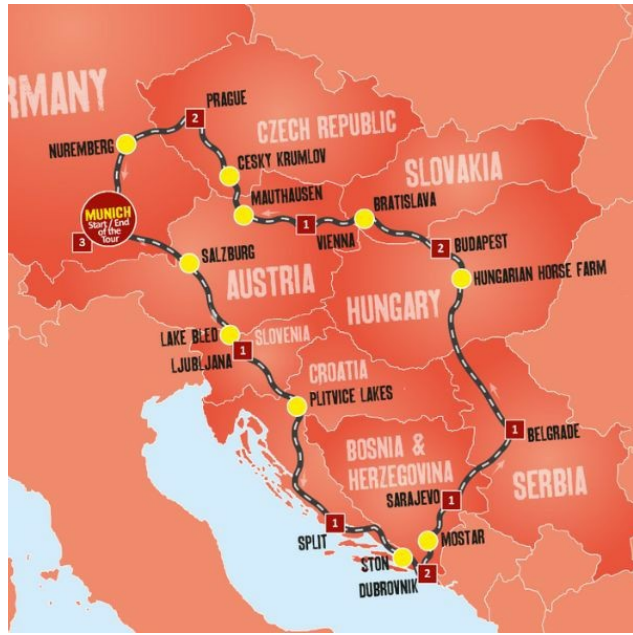 RMANY
PRAGUE
2
CZECH REPUBLIC
NUREMBERG
CESKY KRUMLOV
SLOVAKIA
MAUTHAUSEN
BRATISLAVA
MUNICH
Start / End
of the
Tour
3
1
VIENNA
2
BUDAPEST
SALZBURG
HUNGARIAN HORSE FARM
AUSTRIA
HUNGARY
LAKE BLED
SLOVENIA
LJUBLJANA
1
CROATIA
PLITVICE LAKES
1
BELGRADE
BOSNIA &
HERZEGOVINA
SERBIA
SARAJEVO
1
1
SPLIT
MOSTAR
STON
DUBROVNIK
2